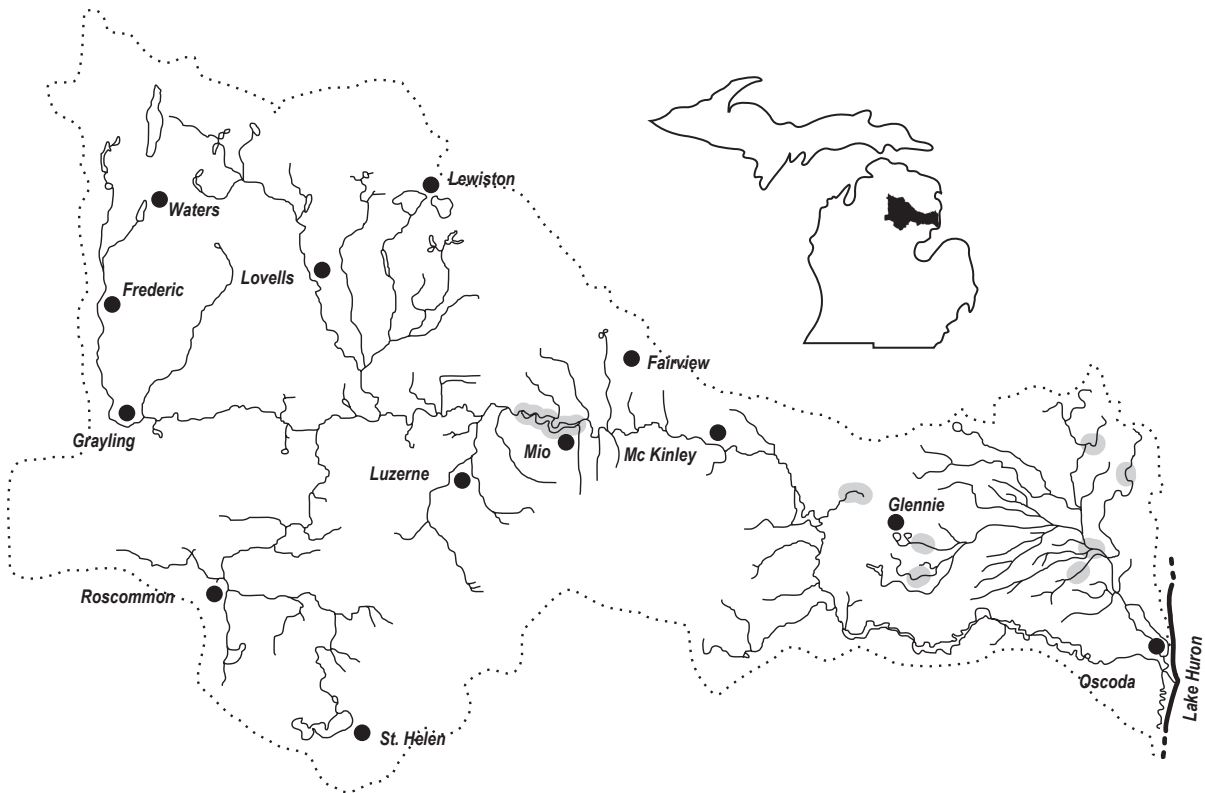 Lewiston
Waters
Lovells
Frederic
Fairview
Grayling
Mio
Mc Kinley
Luzerne
Glennie
Roscommon
Oscoda
Lake Huron
St. Helen